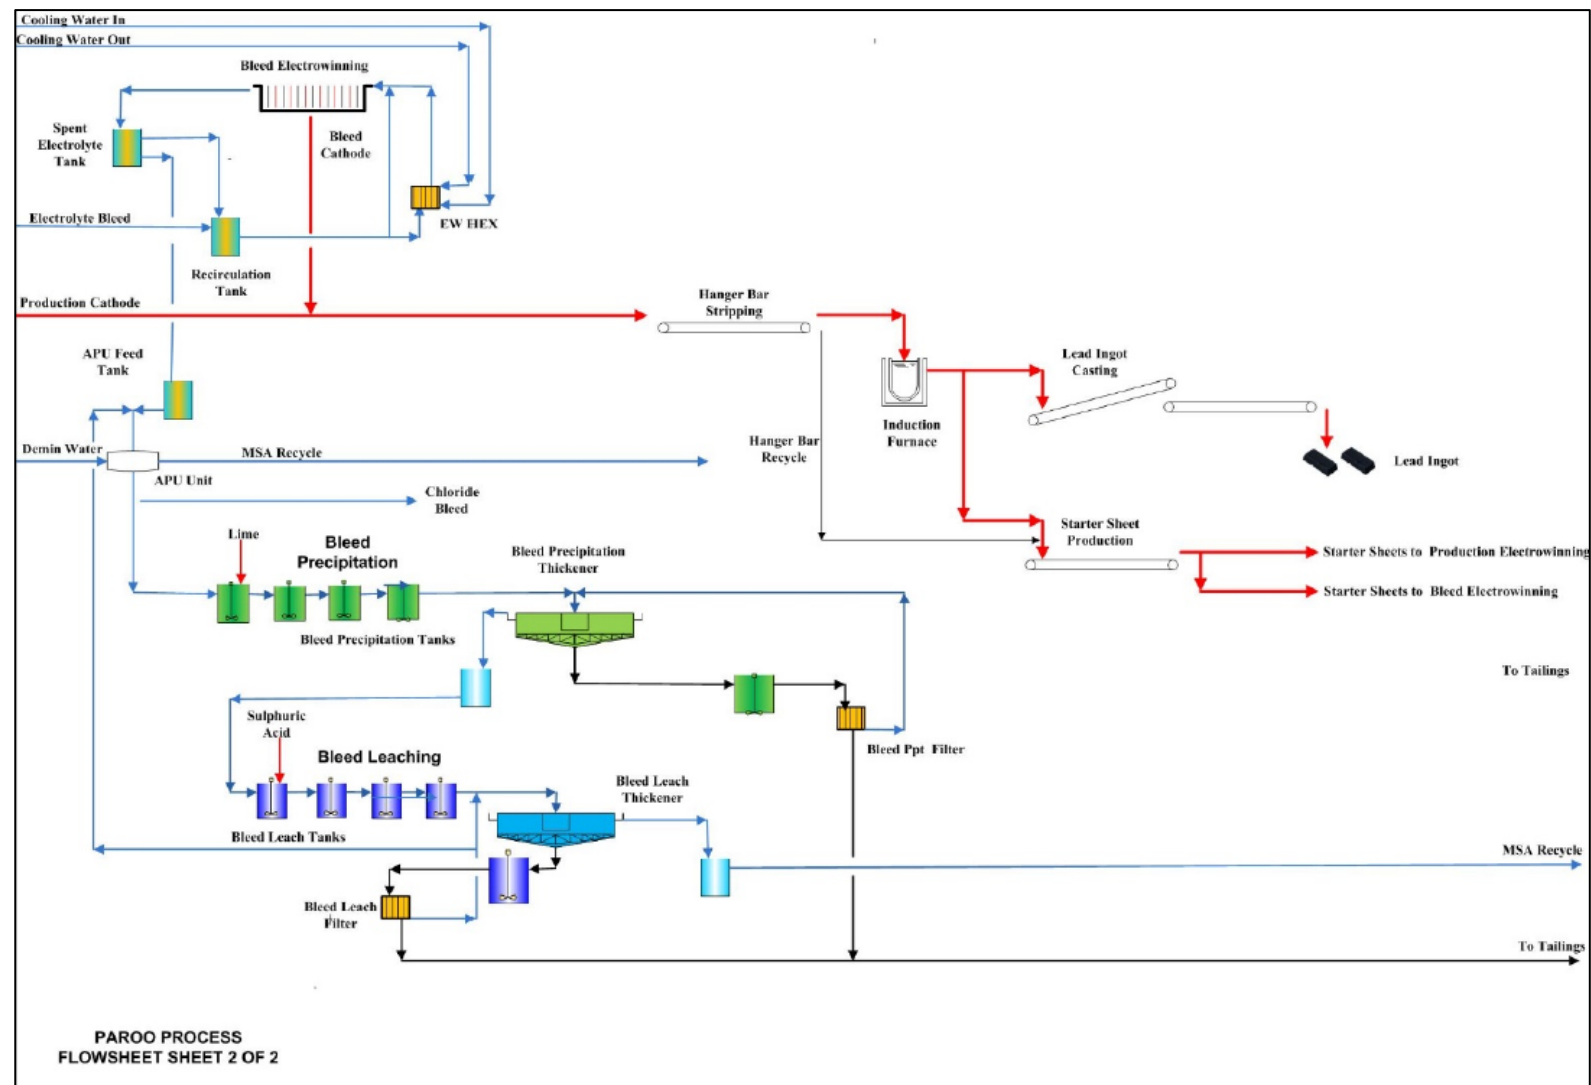 Cooling Water In
Cooling Water Out
Bleed Electrowinning
Spent
Electrolyte
Tank
Bleed
Cathode
Electrolyte Bleed
EW HEX
Recirculation
Tank
Production Cathode
Hanger Bar
Stripping
APU Feed
Tank
Lead Ingot
Casting
Induction
Furnace
Hanger Bar
Recycle
Demin Water
MSA Recycle
Lead Ingot
APU Unit
Chloride
Bleed
Lime
Bleed
Precipitation
Bleed Precipitation
Thickener
Starter Sheet
Production
Starter Sheets to Production Electrowinning
Starter Sheets to Bleed Electrowinning
Bleed Precipitation Tanks
To Tailings
Sulphuric
Acid
Bleed Ppt Filter
Bleed Leaching
Bleed Leach
Thickener
Bleed Leach Tanks
MSA Recycle
Bleed Leach
Filter
To Tailings
PAROO PROCESS
FLOWSHEET SHEET 2 OF 2